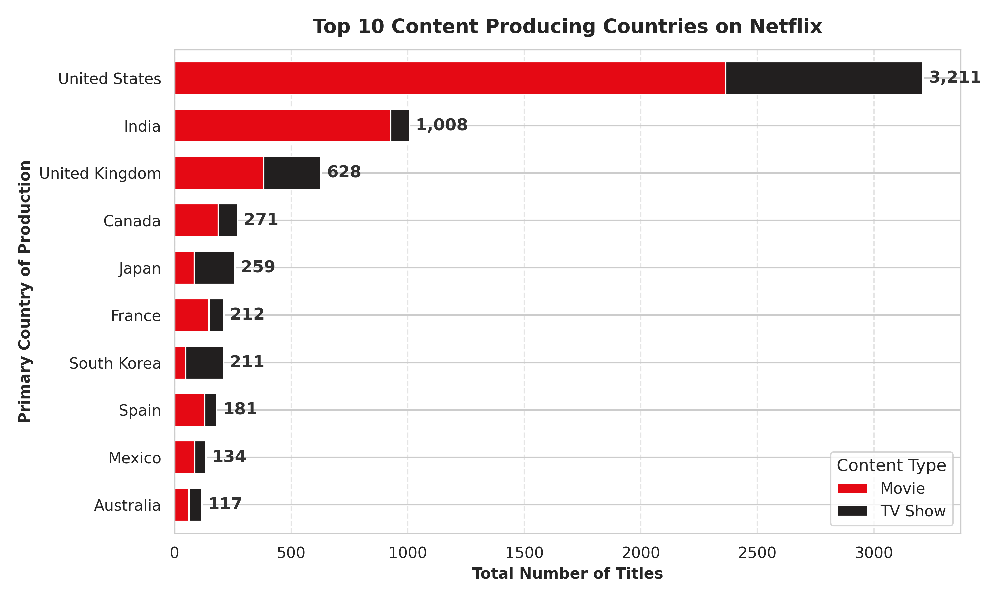 Top 10 Content Producing Countries on Netflix
United States
3,211
India
1,008
United Kingdom
628
Canada
271
Japan
259
France
212
South Korea
211
Spain
181
Mexico
134
Australia
117
Primary Country of Production
Content Type
Movie
TV Show
0 500 1000 1500 2000 2500 3000
Total Number of Titles